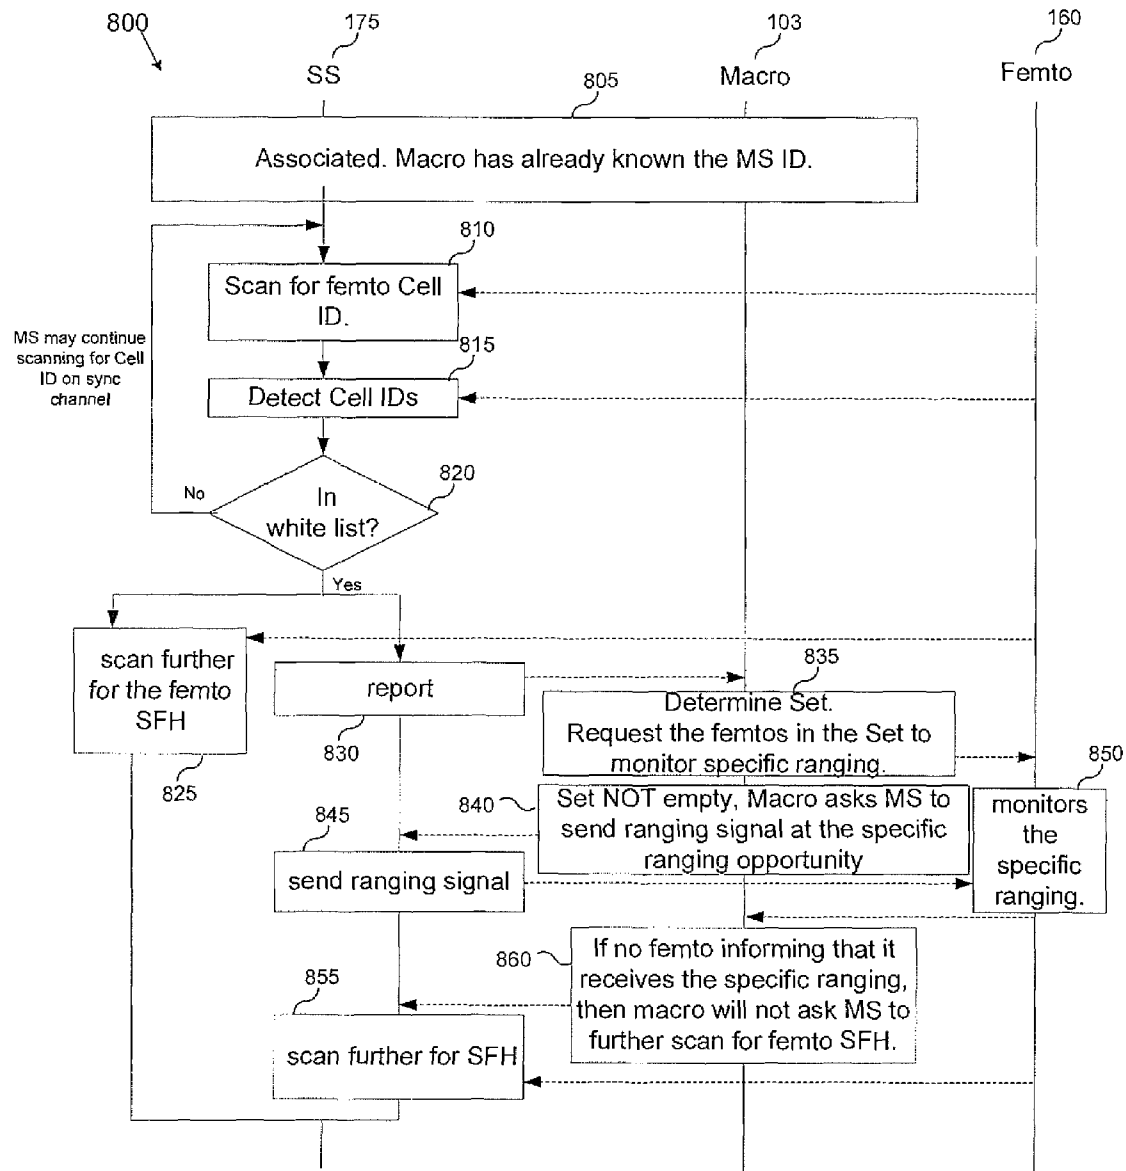 800
175
103
160
SS
Macro
Femto
805
Associated. Macro has already known the MS ID.
810
Scan for femto Cell
ID.
MS may continue
scanning for Cell
ID on sync
channel
815
Detect Cell IDs
820
No
In
white list?
Yes
scan further
for the femto
SFH
825
report
830
835
Determine Set.
Request the femtos in the Set to
monitor specific ranging.
840
Set NOT empty, Macro asks MS to
send ranging signal at the specific
ranging opportunity
850
monitors
the
specific
ranging.
845
send ranging signal
860
If no femto informing that it
receives the specific ranging,
then macro will not ask MS to
further scan for femto SFH.
855
scan further for SFH